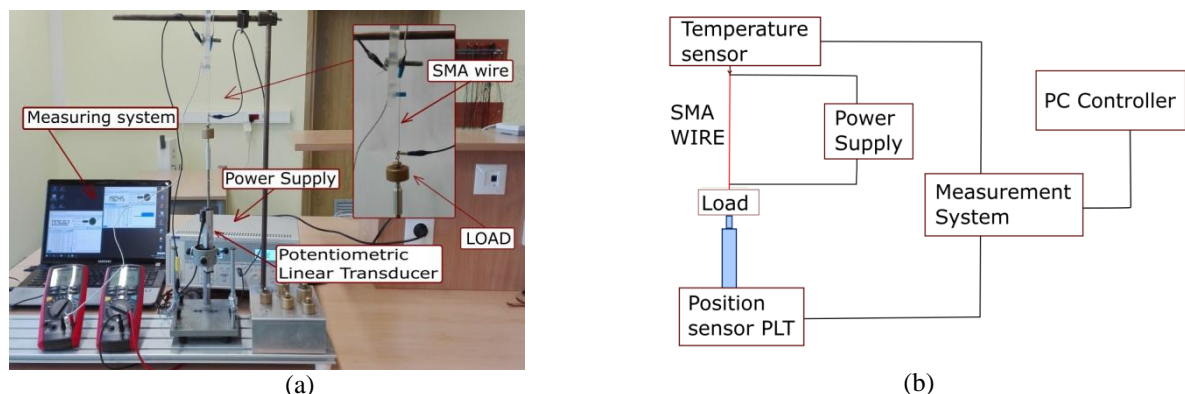 SMA wire
Measuring system
Power Supply
LOAD
Potentiometric
Linear Transducer
(a)
Temperature
sensor
SMA
WIRE
Power
Supply
PC Controller
Load
Measurement
System
Position
sensor PLT
(b)